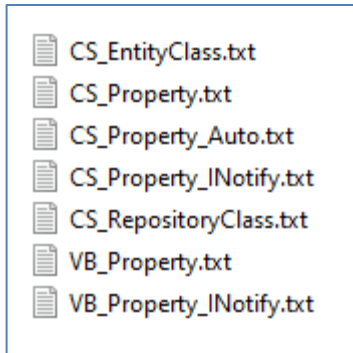 CS_EntityClass.txt
CS_Property.txt
CS_Property_Auto.txt
CS_Property_INotify.txt
CS_RepositoryClass.txt
VB_Property.txt
VB_Property_INotify.txt